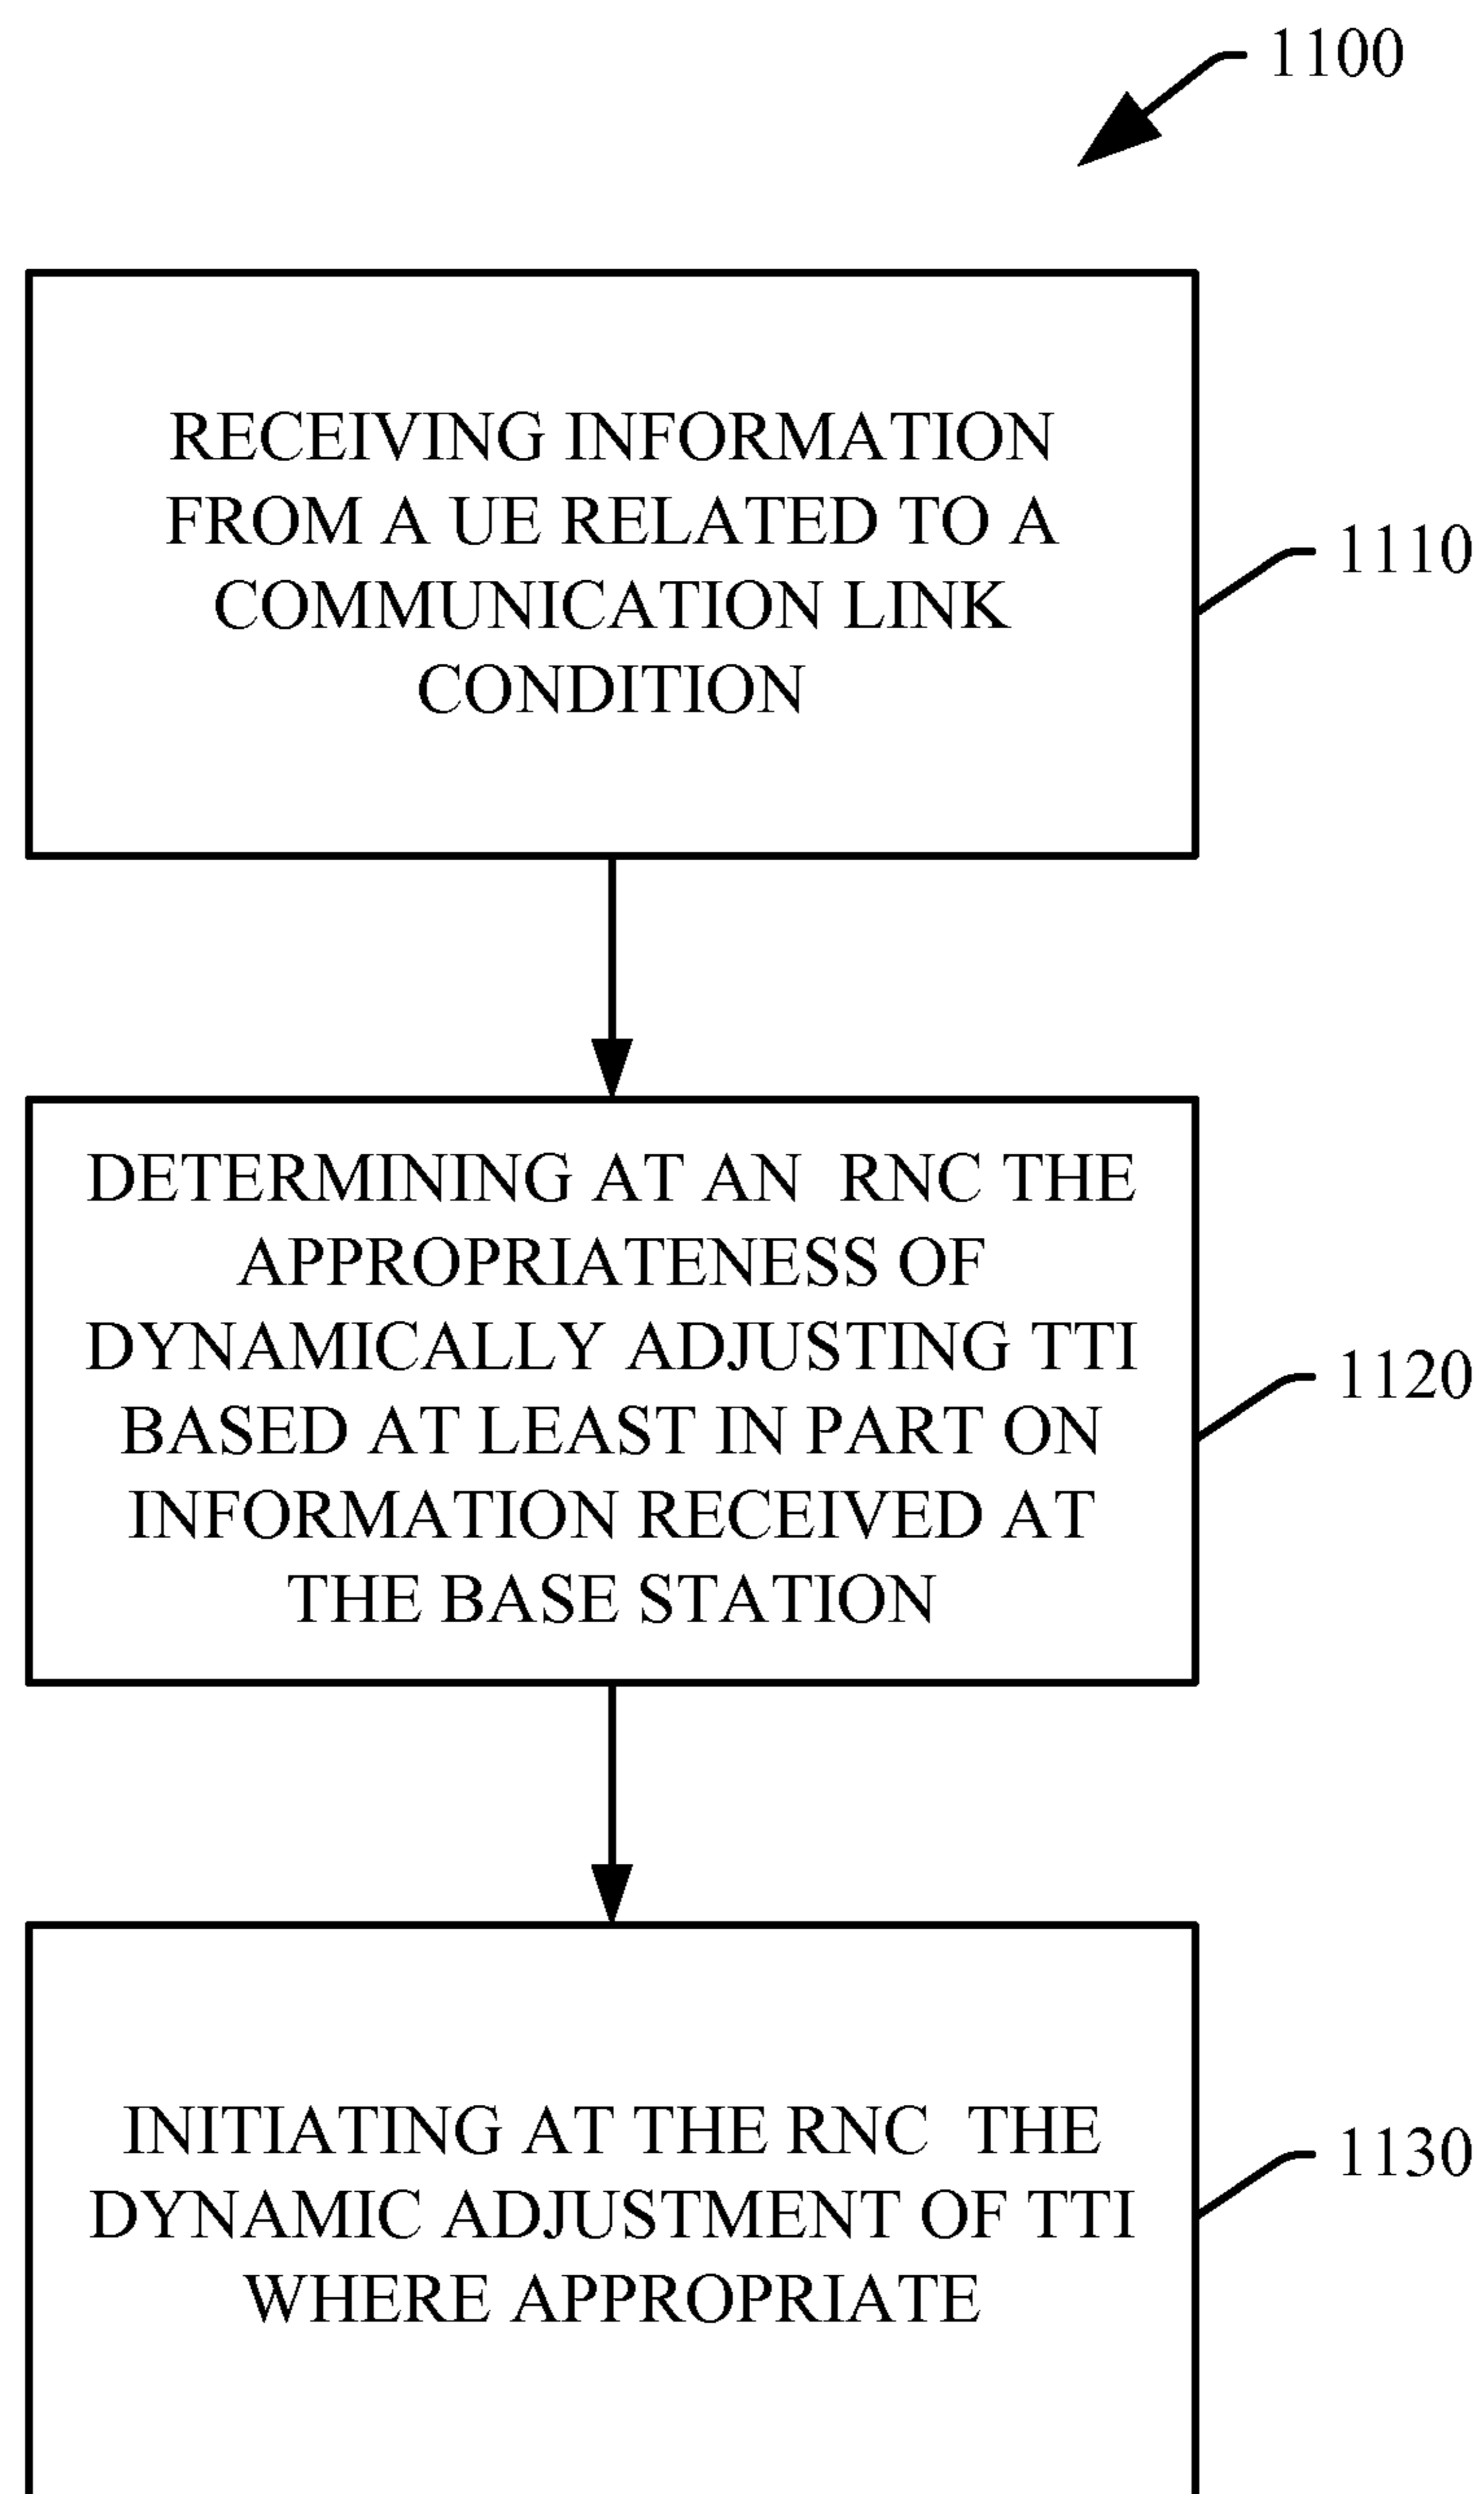 1100
RECEIVING INFORMATION
FROM A UE RELATED TO A
COMMUNICATION LINK
CONDITION
1110
DETERMINING AT AN RNC THE
APPROPRIATENESS OF
DYNAMICALLY ADJUSTING TTI
BASED AT LEAST IN PART ON
INFORMATION RECEIVED AT
THE BASE STATION
1120
INITIATING AT THE RNC THE
DYNAMIC ADJUSTMENT OF TTI
WHERE APPROPRIATE
1130